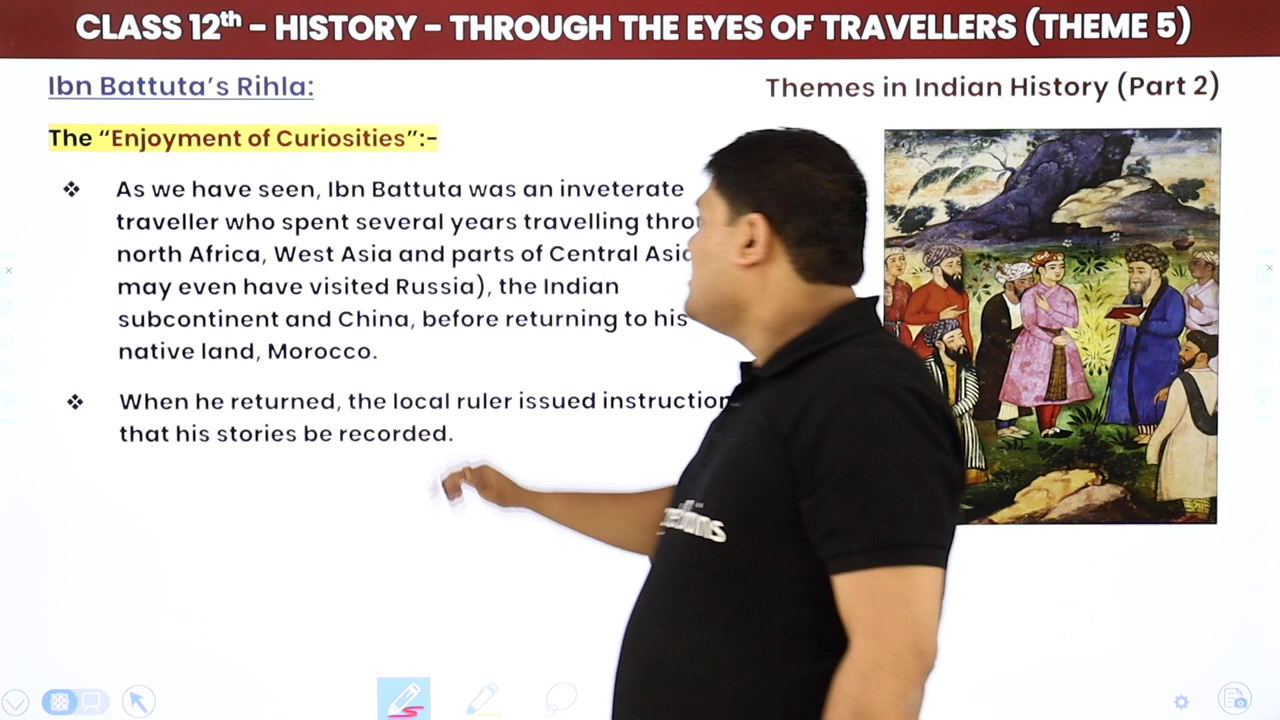 CLASS 12th – HISTORY – THROUGH THE EYES OF TRAVELLERS (THEME 5)
Ibn Battuta’s Rihla:
Themes in Indian History (Part 2)
The “Enjoyment of Curiosities”:-
❖ As we have seen, Ibn Battuta was an inveterate
traveller who spent several years travelling
north Africa, West Asia and parts of Central
may even have visited Russia), the Indian
subcontinent and China, before returning to his
native land, Morocco.
❖ When he returned, the local ruler issued
that his stories be recorded.